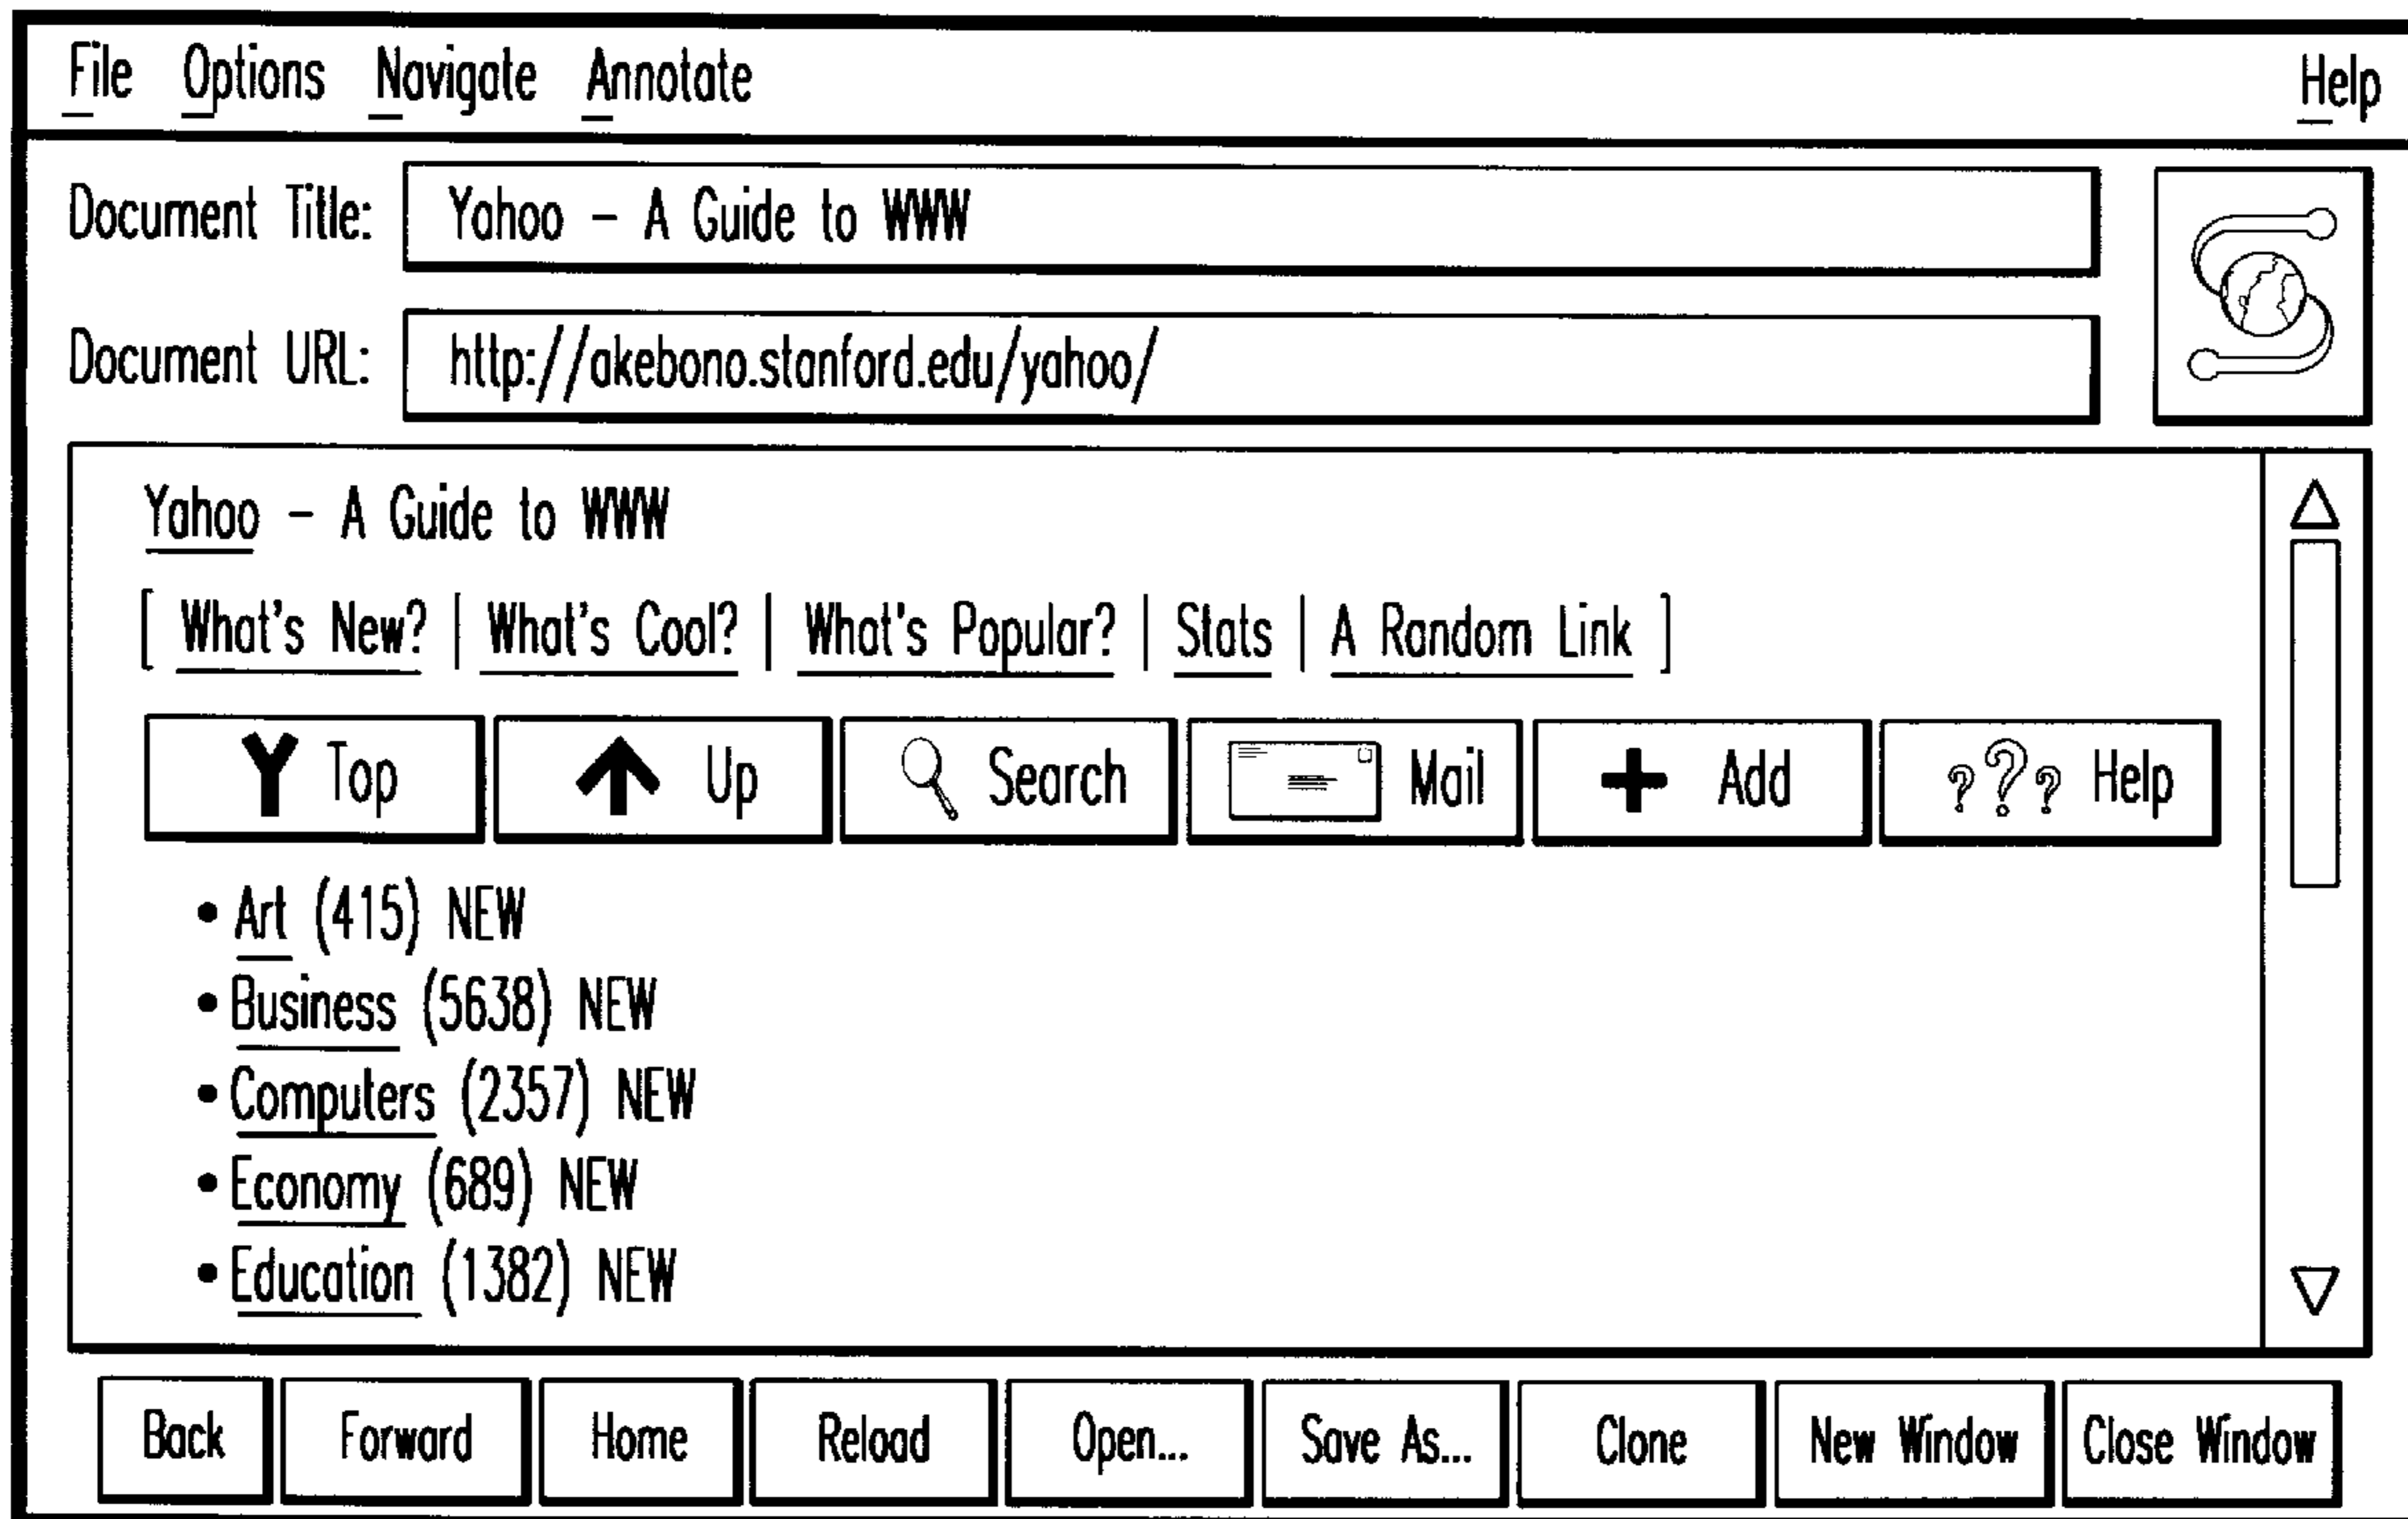 File Options Navigate Annotate Help
Document Title: Yahoo – A Guide to WWW
Document URL: http://akebono.stanford.edu/yahoo/
Yahoo – A Guide to WWW
[ What's New? | What's Cool? | What's Popular? | Stats | A Random Link ]
Y Top Up Search Mail + Add ??? Help
• Art (415) NEW
• Business (5638) NEW
• Computers (2357) NEW
• Economy (689) NEW
• Education (1382) NEW
Back Forward Home Reload Open... Save As... Clone New Window Close Window